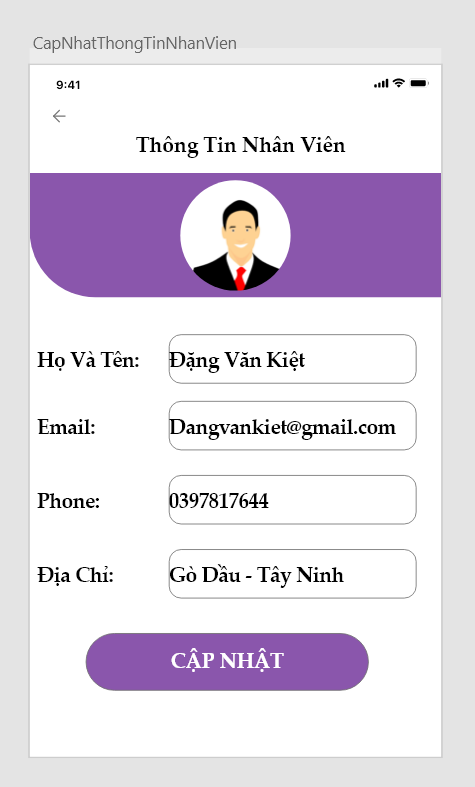 CapNhatThongTinNhanVien
9:41
Thông Tin Nhân Viên
Họ Và Tên: Đặng Văn Kiệt
Email: Dangvankiet@gmail.com
Phone: 0397817644
Địa Chỉ: Gò Dầu - Tây Ninh
CẬP NHẬT